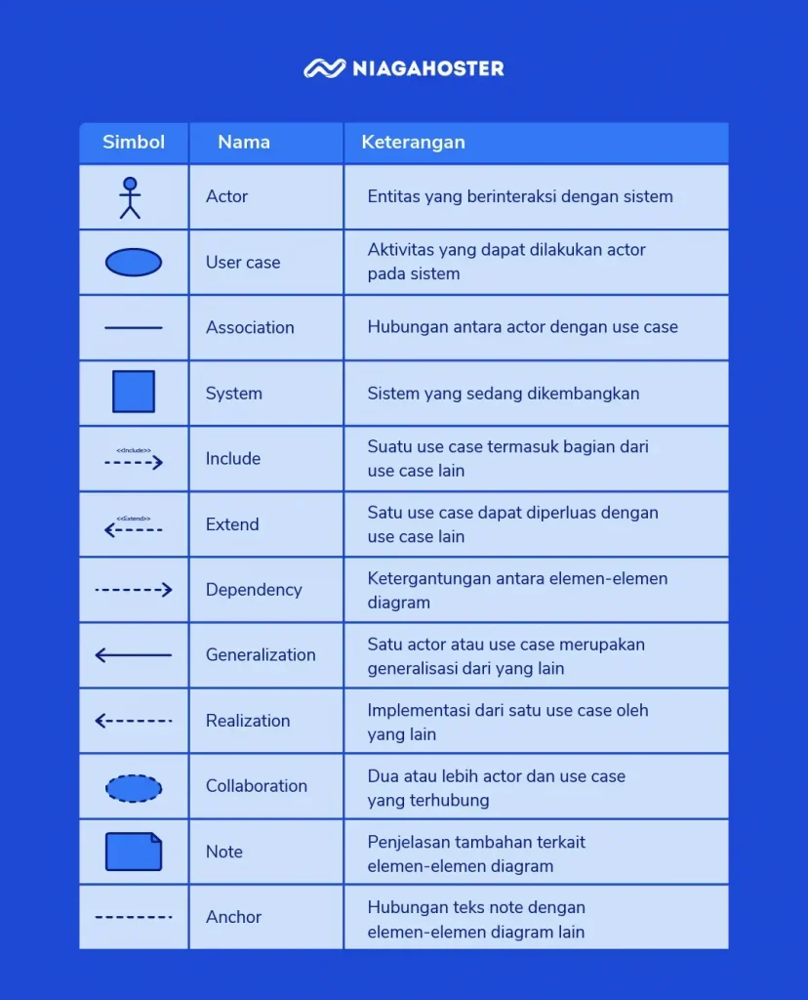 NIAGAHOSTER
Simbol Nama Keterangan
Actor Entitas yang berinteraksi dengan sistem
User case Aktivitas yang dapat dilakukan actor
pada sistem
Association Hubungan antara actor dengan use case
System Sistem yang sedang dikembangkan
<<Include>> Include Suatu use case termasuk bagian dari
use case lain
<<Extend>> Extend Satu use case dapat diperluas dengan
use case lain
Dependency Ketergantungan antara elemen-elemen
diagram
Generalization Satu actor atau use case merupakan
generalisasi dari yang lain
Realization Implementasi dari satu use case oleh
yang lain
Collaboration Dua atau lebih actor dan use case
yang terhubung
Note Penjelasan tambahan terkait
elemen-elemen diagram
Anchor Hubungan teks note dengan
elemen-elemen diagram lain